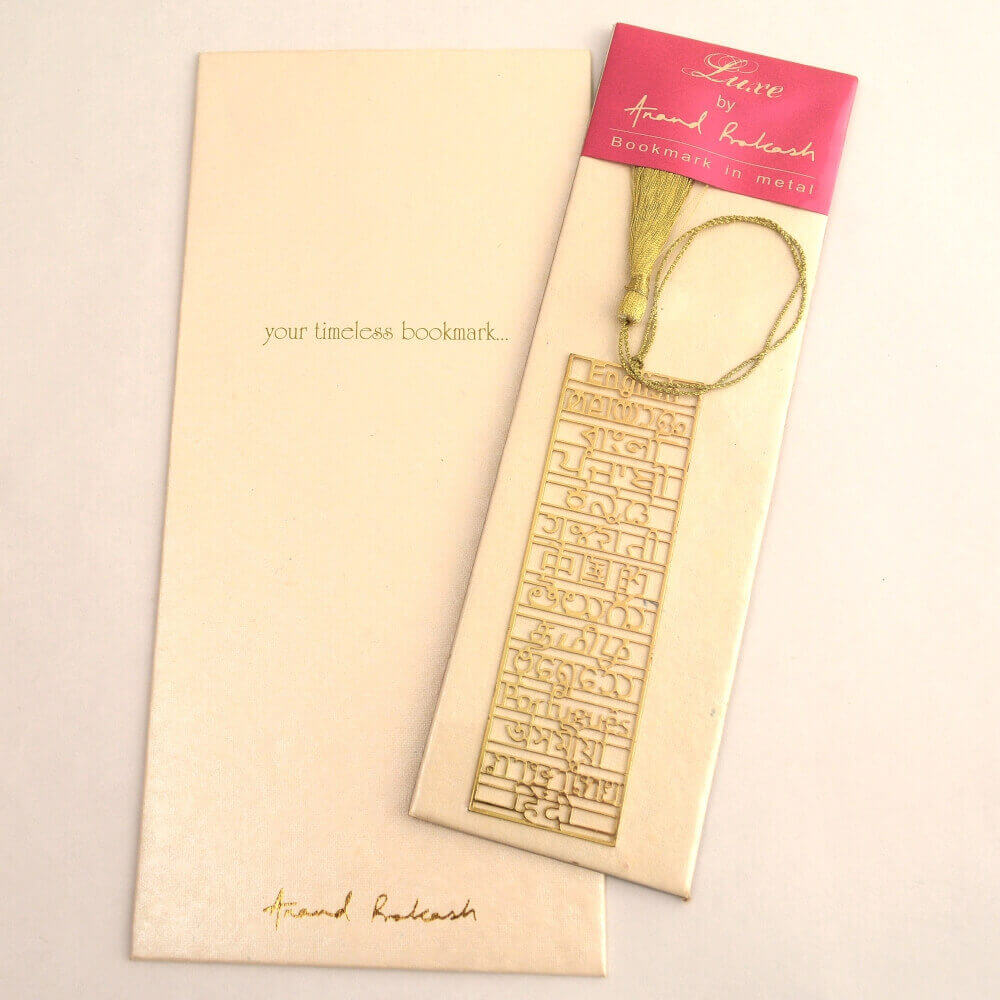 your timeless bookmark...
Anand Prakash
Luxe
by
Anand Prakash
Bookmark in metal
English
മലയാളം
বাংলা
ਪੰਜਾਬੀ
ಕನ್ನಡ
ગુજરાતી
తెలుగు
தமிழ்
Português
অসমীয়া
हिंदी